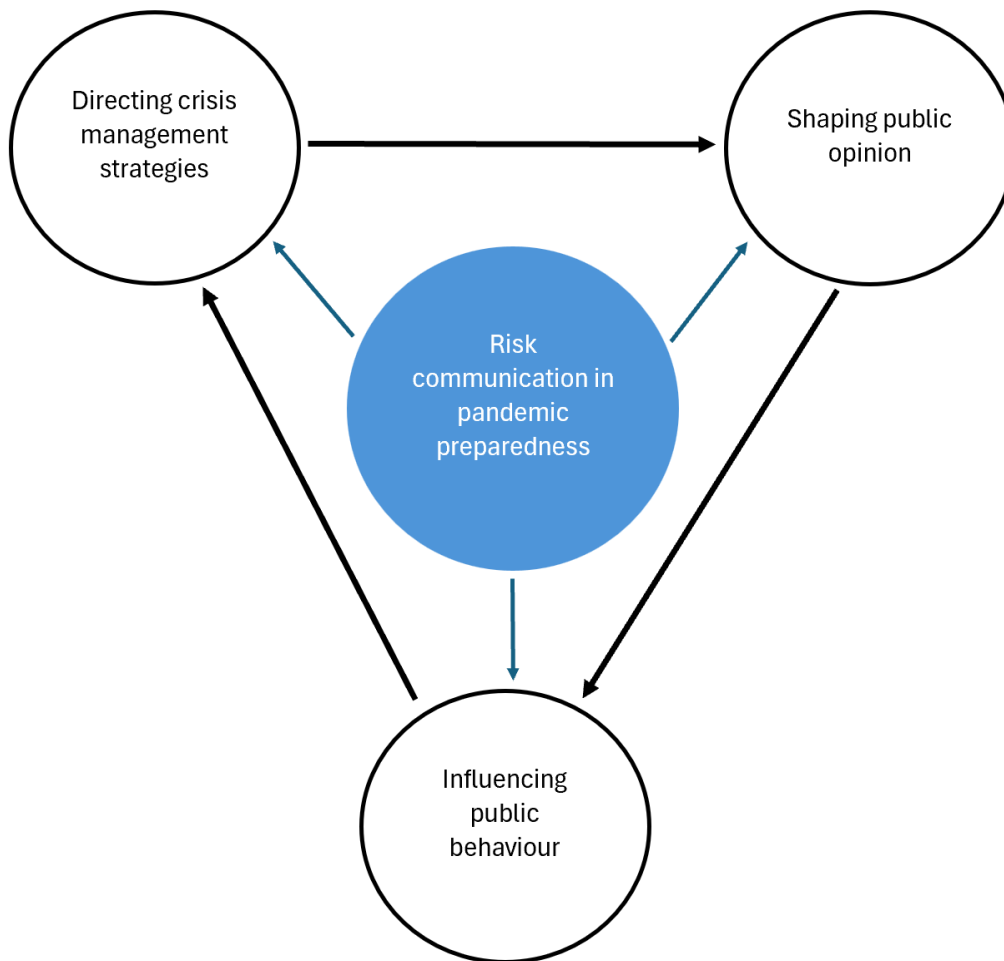 Directing crisis
management
strategies
Shaping public
opinion
Risk
communication in
pandemic
preparedness
Influencing
public
behaviour